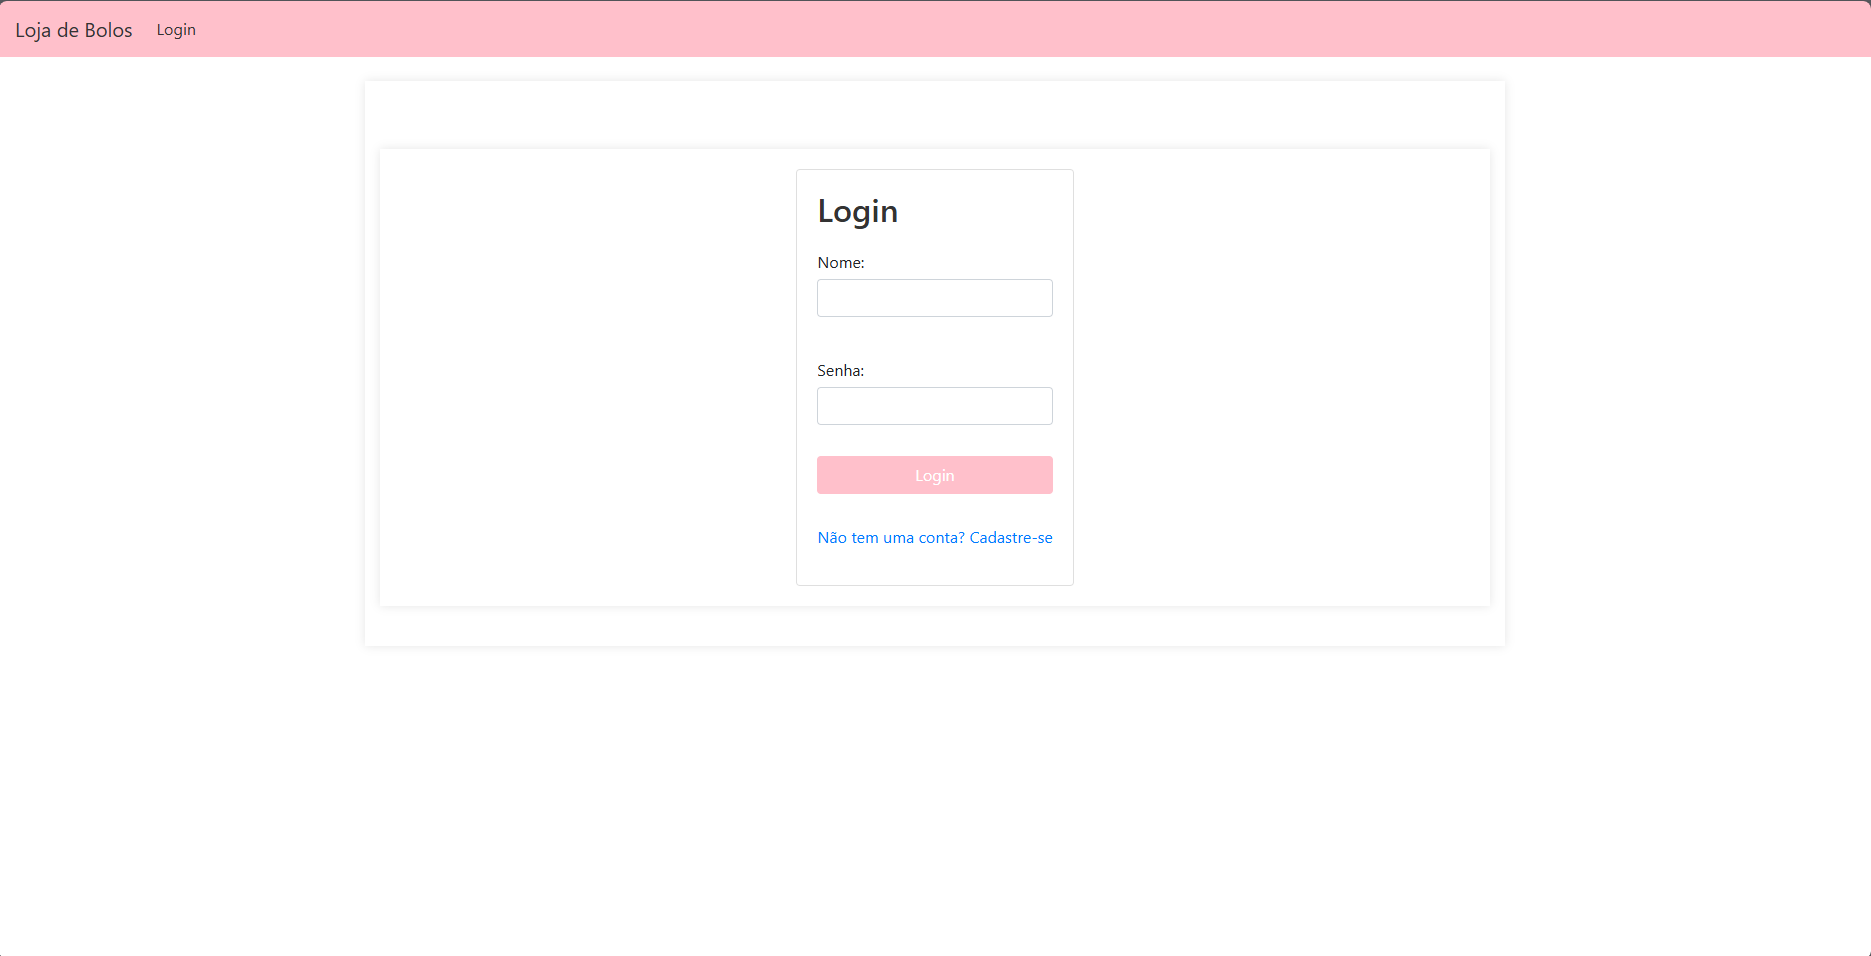 Loja de Bolos Login
Login
Nome:
Senha:
Login
Não tem uma conta? Cadastre-se